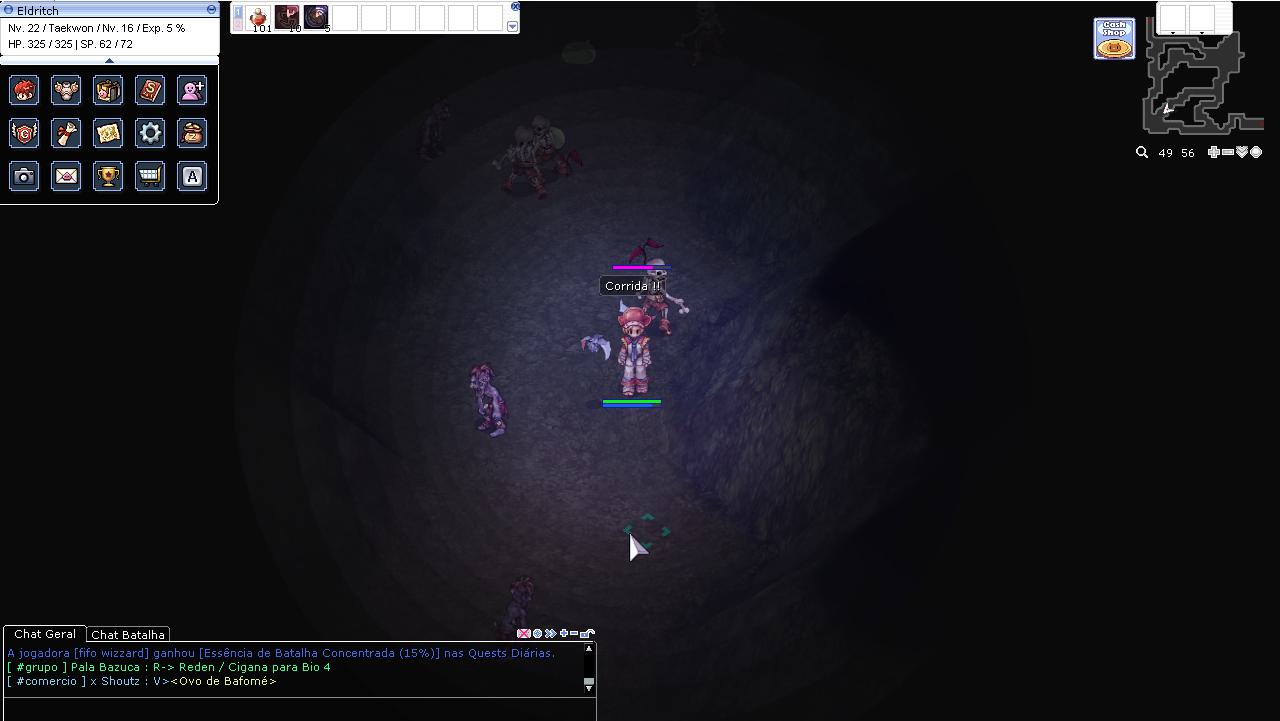 Eldritch
Nv. 22 / Taekwon / Nv. 16 / Exp. 5 %
HP. 325 / 325 | SP. 62 / 72
1
2
101
10
5
Cash
Shop
49 56
S
G
Z
A
Corrida !!
Chat Geral
Chat Batalha
A jogadora [fifo wizzard] ganhou [Essência de Batalha Concentrada (15%)] nas Quests Diárias.
[ #grupo ] Pala Bazuca : R-> Reden / Cigana para Bio 4
[ #comercio ] x Shoutz : V><Ovo de Bafomé>